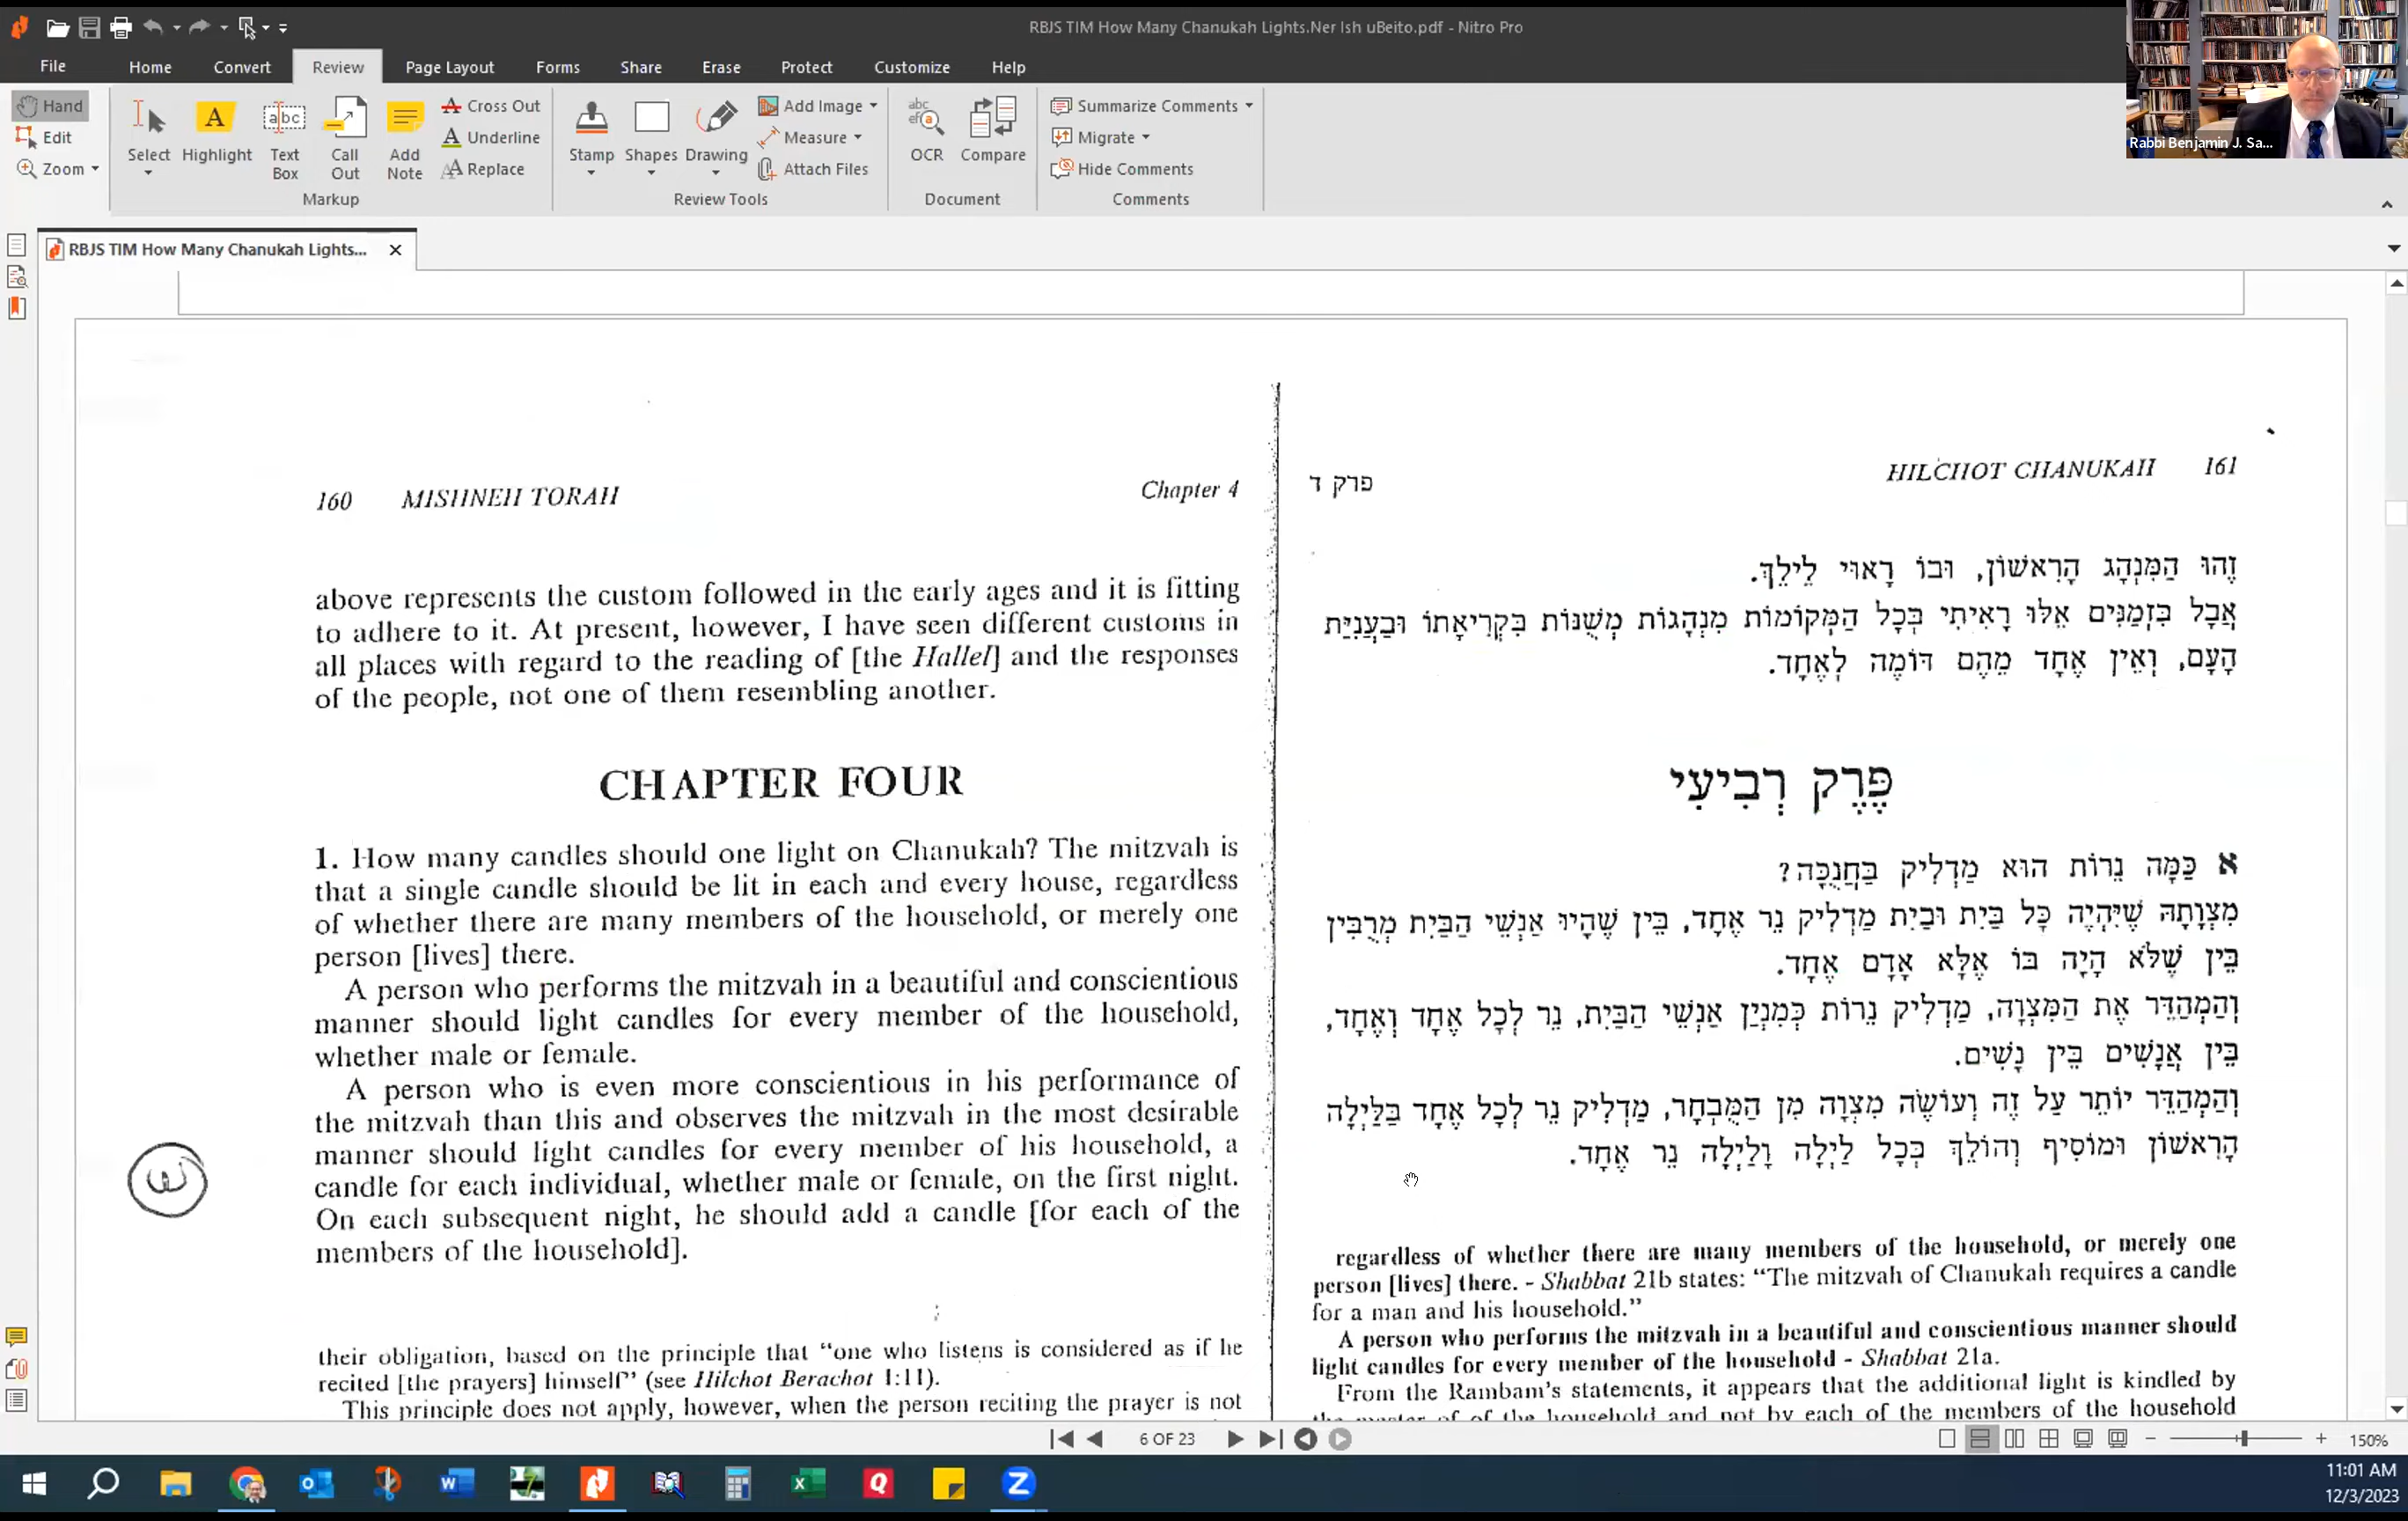 RBJS TIM How Many Chanukah Lights.Ner Ish uBeito.pdf - Nitro Pro
File
Home
Convert
Review
Page Layout
Forms
Share
Erase
Protect
Customize
Help
Hand
Edit
Zoom
Select
Highlight
Text Box
Call Out
Add Note
Cross Out
Underline
Replace
Markup
Stamp
Shapes
Drawing
Add Image
Measure
Attach Files
Review Tools
OCR
Compare
Document
Summarize Comments
Migrate
Hide Comments
Comments
Rabbi Benjamin J. Sa...
RBJS TIM How Many Chanukah Lights...
160 MISHNEH TORAH Chapter 4
above represents the custom followed in the early ages and it is fitting
to adhere to it. At present, however, I have seen different customs in
all places with regard to the reading of [the Hallel] and the responses
of the people, not one of them resembling another.
CHAPTER FOUR
1. How many candles should one light on Chanukah? The mitzvah is
that a single candle should be lit in each and every house, regardless
of whether there are many members of the household, or merely one
person [lives] there.
A person who performs the mitzvah in a beautiful and conscientious
manner should light candles for every member of the household,
whether male or female.
A person who is even more conscientious in his performance of
the mitzvah than this and observes the mitzvah in the most desirable
manner should light candles for every member of his household, a
candle for each individual, whether male or female, on the first night.
On each subsequent night, he should add a candle [for each of the
members of the household].
their obligation, based on the principle that “one who listens is considered as if he
recited [the prayers] himself” (see Hilchot Berachot 1:11).
This principle does not apply, however, when the person reciting the prayer is not
פרק ד HILCHOT CHANUKAH 161
זֶהוּ הַמִּנְהָג הָרִאשׁוֹן, וּבוֹ רָאוּי לֵילֵךְ.
אֲבָל בִּזְמַנִּים אֵלּוּ רָאִיתִי בְּכָל הַמְּקוֹמוֹת מִנְהָגוֹת מְשֻׁנּוֹת בִּקְרִיאָתוֹ וּבַעֲנִיַּת
הָעָם, וְאֵין אֶחָד מֵהֶם דּוֹמֶה לְאֶחָד.
פֶּרֶק רְבִיעִי
א כַּמָּה נֵרוֹת הוּא מַדְלִיק בַּחֲנֻכָּה?
מִצְוָתָהּ שֶׁיִּהְיֶה כָּל בַּיִת וּבַיִת מַדְלִיק נֵר אֶחָד, בֵּין שֶׁהָיוּ אַנְשֵׁי הַבַּיִת מְרֻבִּין
בֵּין שֶׁלֹּא הָיָה בּוֹ אֶלָּא אָדָם אֶחָד.
וְהַמְהַדֵּר אֶת הַמִּצְוָה, מַדְלִיק נֵרוֹת כְּמִנְיַן אַנְשֵׁי הַבַּיִת, נֵר לְכָל אֶחָד וְאֶחָד,
בֵּין אֲנָשִׁים בֵּין נָשִׁים.
וְהַמְהַדֵּר יוֹתֵר עַל זֶה וְעוֹשֶׂה מִצְוָה מִן הַמֻּבְחָר, מַדְלִיק נֵר לְכָל אֶחָד בַּלַּיְלָה
הָרִאשׁוֹן וּמוֹסִיף וְהוֹלֵךְ בְּכָל לַיְלָה וָלַיְלָה נֵר אֶחָד.
regardless of whether there are many members of the household, or merely one
person [lives] there. - Shabbat 21b states: “The mitzvah of Chanukah requires a candle
for a man and his household.”
A person who performs the mitzvah in a beautiful and conscientious manner should
light candles for every member of the household - Shabbat 21a.
From the Rambam's statements, it appears that the additional light is kindled by
the master of of the household and not by each of the members of the household
6 OF 23
150%
11:01 AM
12/3/2023